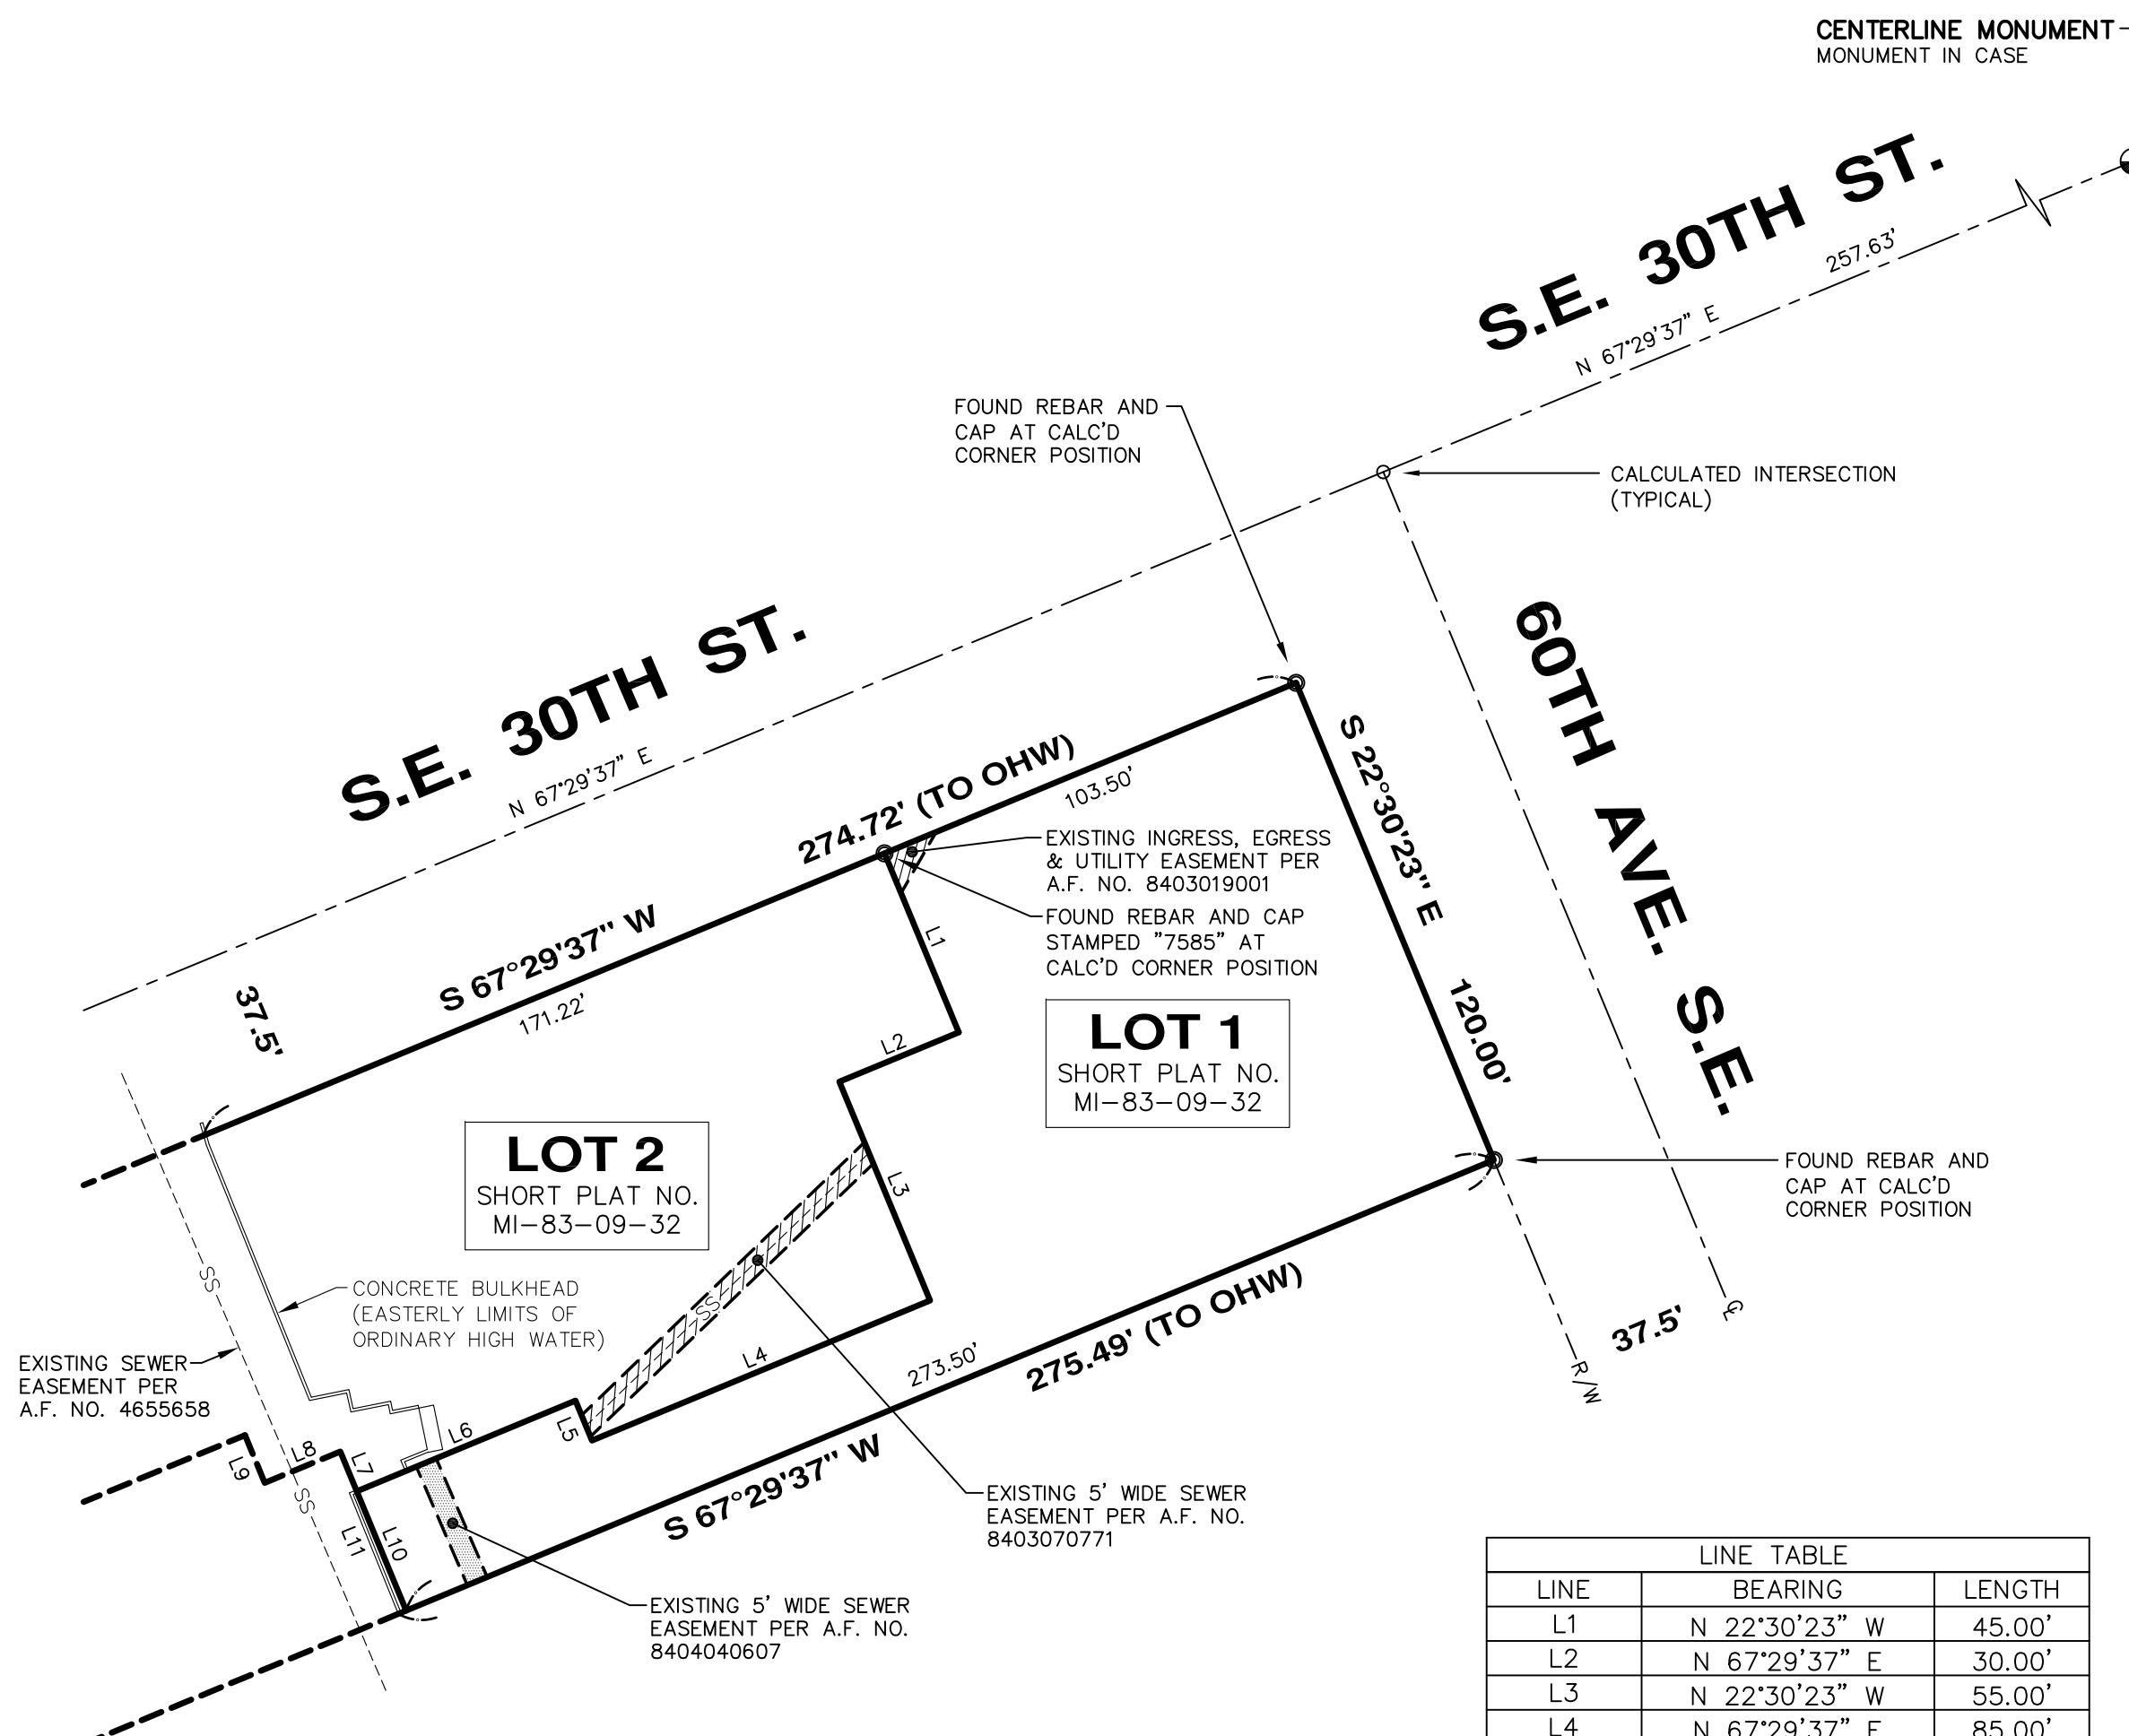 CENTERLINE MONUMENT
MONUMENT IN CASE
S.E. 30TH ST.
257.63'
N 67°29'37" E
FOUND REBAR AND
CAP AT CALC'D
CORNER POSITION
CALCULATED INTERSECTION
(TYPICAL)
S.E. 30TH ST.
N 67°29'37" E
60TH AVE. S.E.
274.72' (TO OHW)
103.50'
S 22°30'23" E
120.00'
EXISTING INGRESS, EGRESS
& UTILITY EASEMENT PER
A.F. NO. 8403019001
FOUND REBAR AND CAP
STAMPED "7585" AT
CALC'D CORNER POSITION
S 67°29'37" W
171.22'
37.5'
L1
L2
LOT 1
SHORT PLAT NO.
MI-83-09-32
LOT 2
SHORT PLAT NO.
MI-83-09-32
L3
FOUND REBAR AND
CAP AT CALC'D
CORNER POSITION
SS
CONCRETE BULKHEAD
(EASTERLY LIMITS OF
ORDINARY HIGH WATER)
SS
EXISTING SEWER
EASEMENT PER
A.F. NO. 4655658
L4
273.50'
275.49' (TO OHW)
37.5'
CL
R/W
L5
L6
L7
L8
L9
SS
L10
L11
S 67°29'37" W
EXISTING 5' WIDE SEWER
EASEMENT PER A.F. NO.
8403070771
EXISTING 5' WIDE SEWER
EASEMENT PER A.F. NO.
8404040607
LINE TABLE
LINE BEARING LENGTH
L1 N 22°30'23" W 45.00'
L2 N 67°29'37" E 30.00'
L3 N 22°30'23" W 55.00'
L4 N 67°29'37" E 85.00'